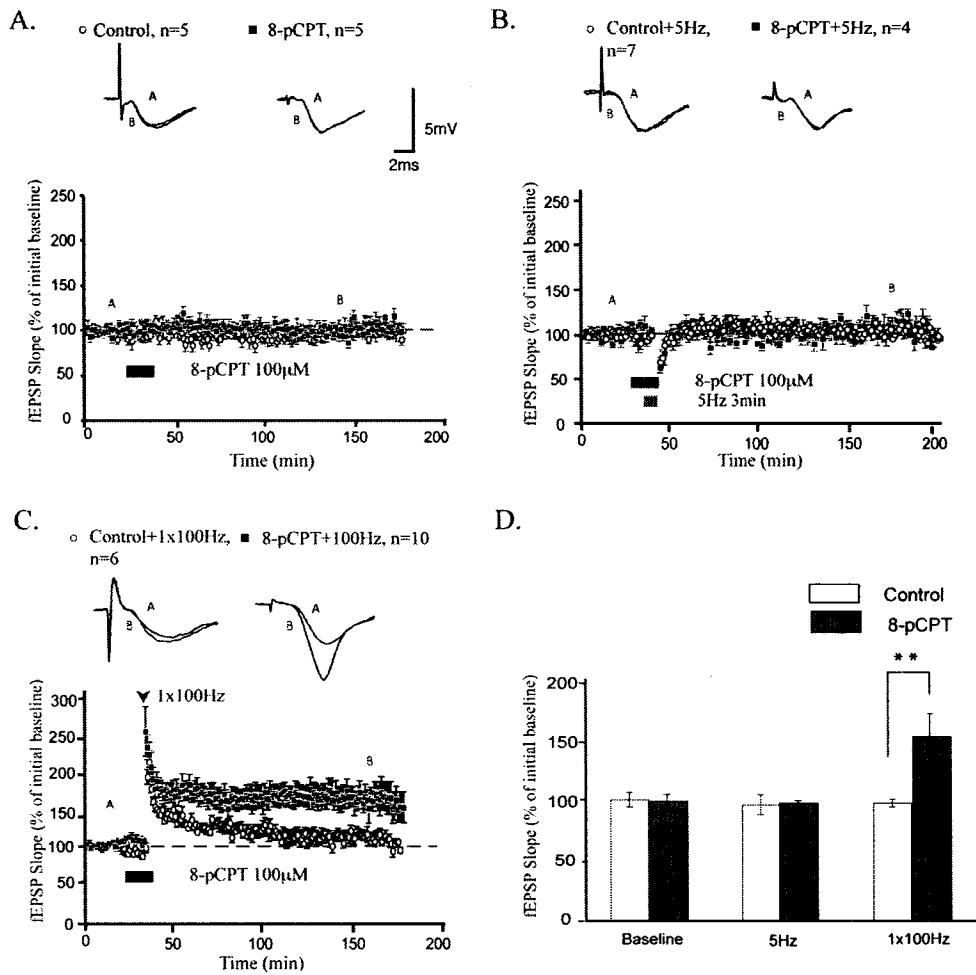 A.
○ Control, n=5 ■ 8-pCPT, n=5
A
B
A
B
5mV
2ms
fEPSP Slope (% of initial baseline)
250
200
150
100
50
0
A
B
8-pCPT 100µM
0 50 100 150 200
Time (min)
B.
○ Control+5Hz, ■ 8-pCPT+5Hz, n=4
n=7
A
B
A
B
fEPSP Slope (% of initial baseline)
250
200
150
100
50
0
A
B
8-pCPT 100µM
5Hz 3min
0 50 100 150 200
Time (min)
C.
○ Control+1x100Hz, ■ 8-pCPT+100Hz, n=10
n=6
A
B
A
B
fEPSP Slope (% of initial baseline)
300
250
200
150
100
50
0
1x100Hz
A
B
8-pCPT 100µM
0 50 100 150 200
Time (min)
D.
Control
8-pCPT
**
fEPSP Slope (% of initial baseline)
200
150
100
50
0
Baseline 5Hz 1x100Hz